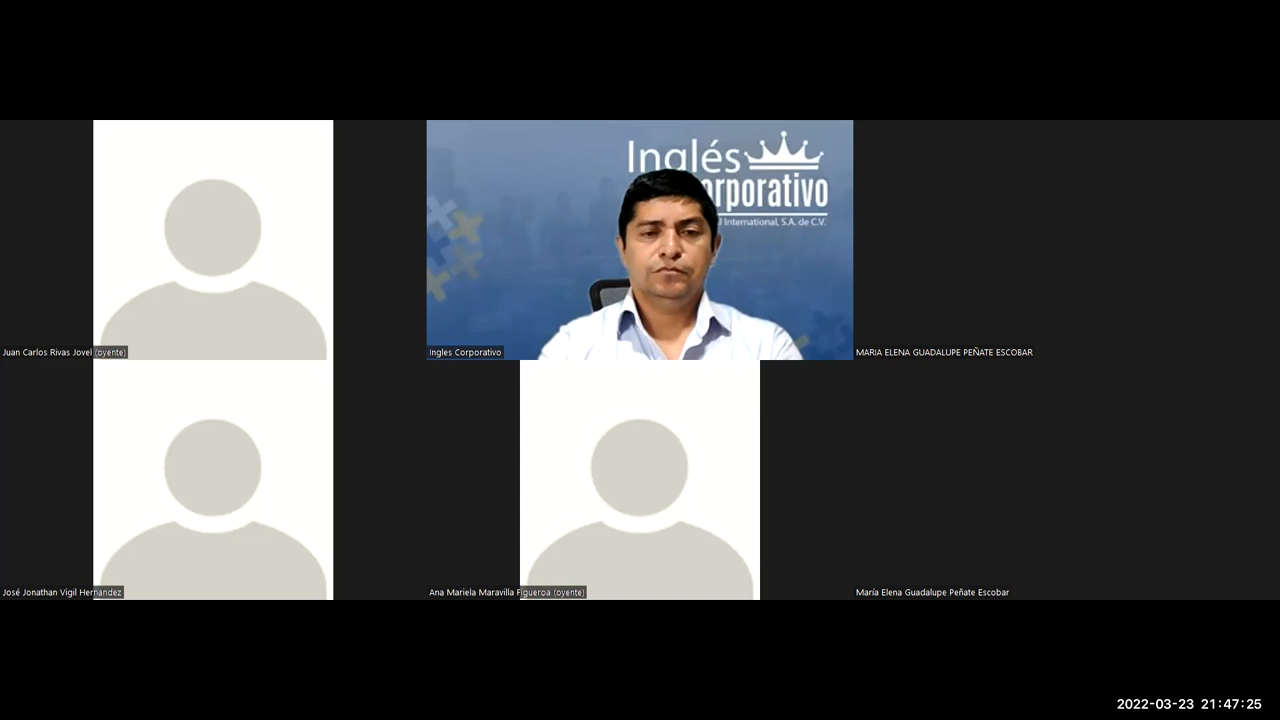 Inglés
orporativo
l International, S.A. de C.V.
Juan Carlos Rivas Jovel (oyente)
Ingles Corporativo
MARIA ELENA GUADALUPE PEÑATE ESCOBAR
José Jonathan Vigil Hernandez
Ana Mariela Maravilla Figueroa (oyente)
María Elena Guadalupe Peñate Escobar
2022-03-23 21:47:25